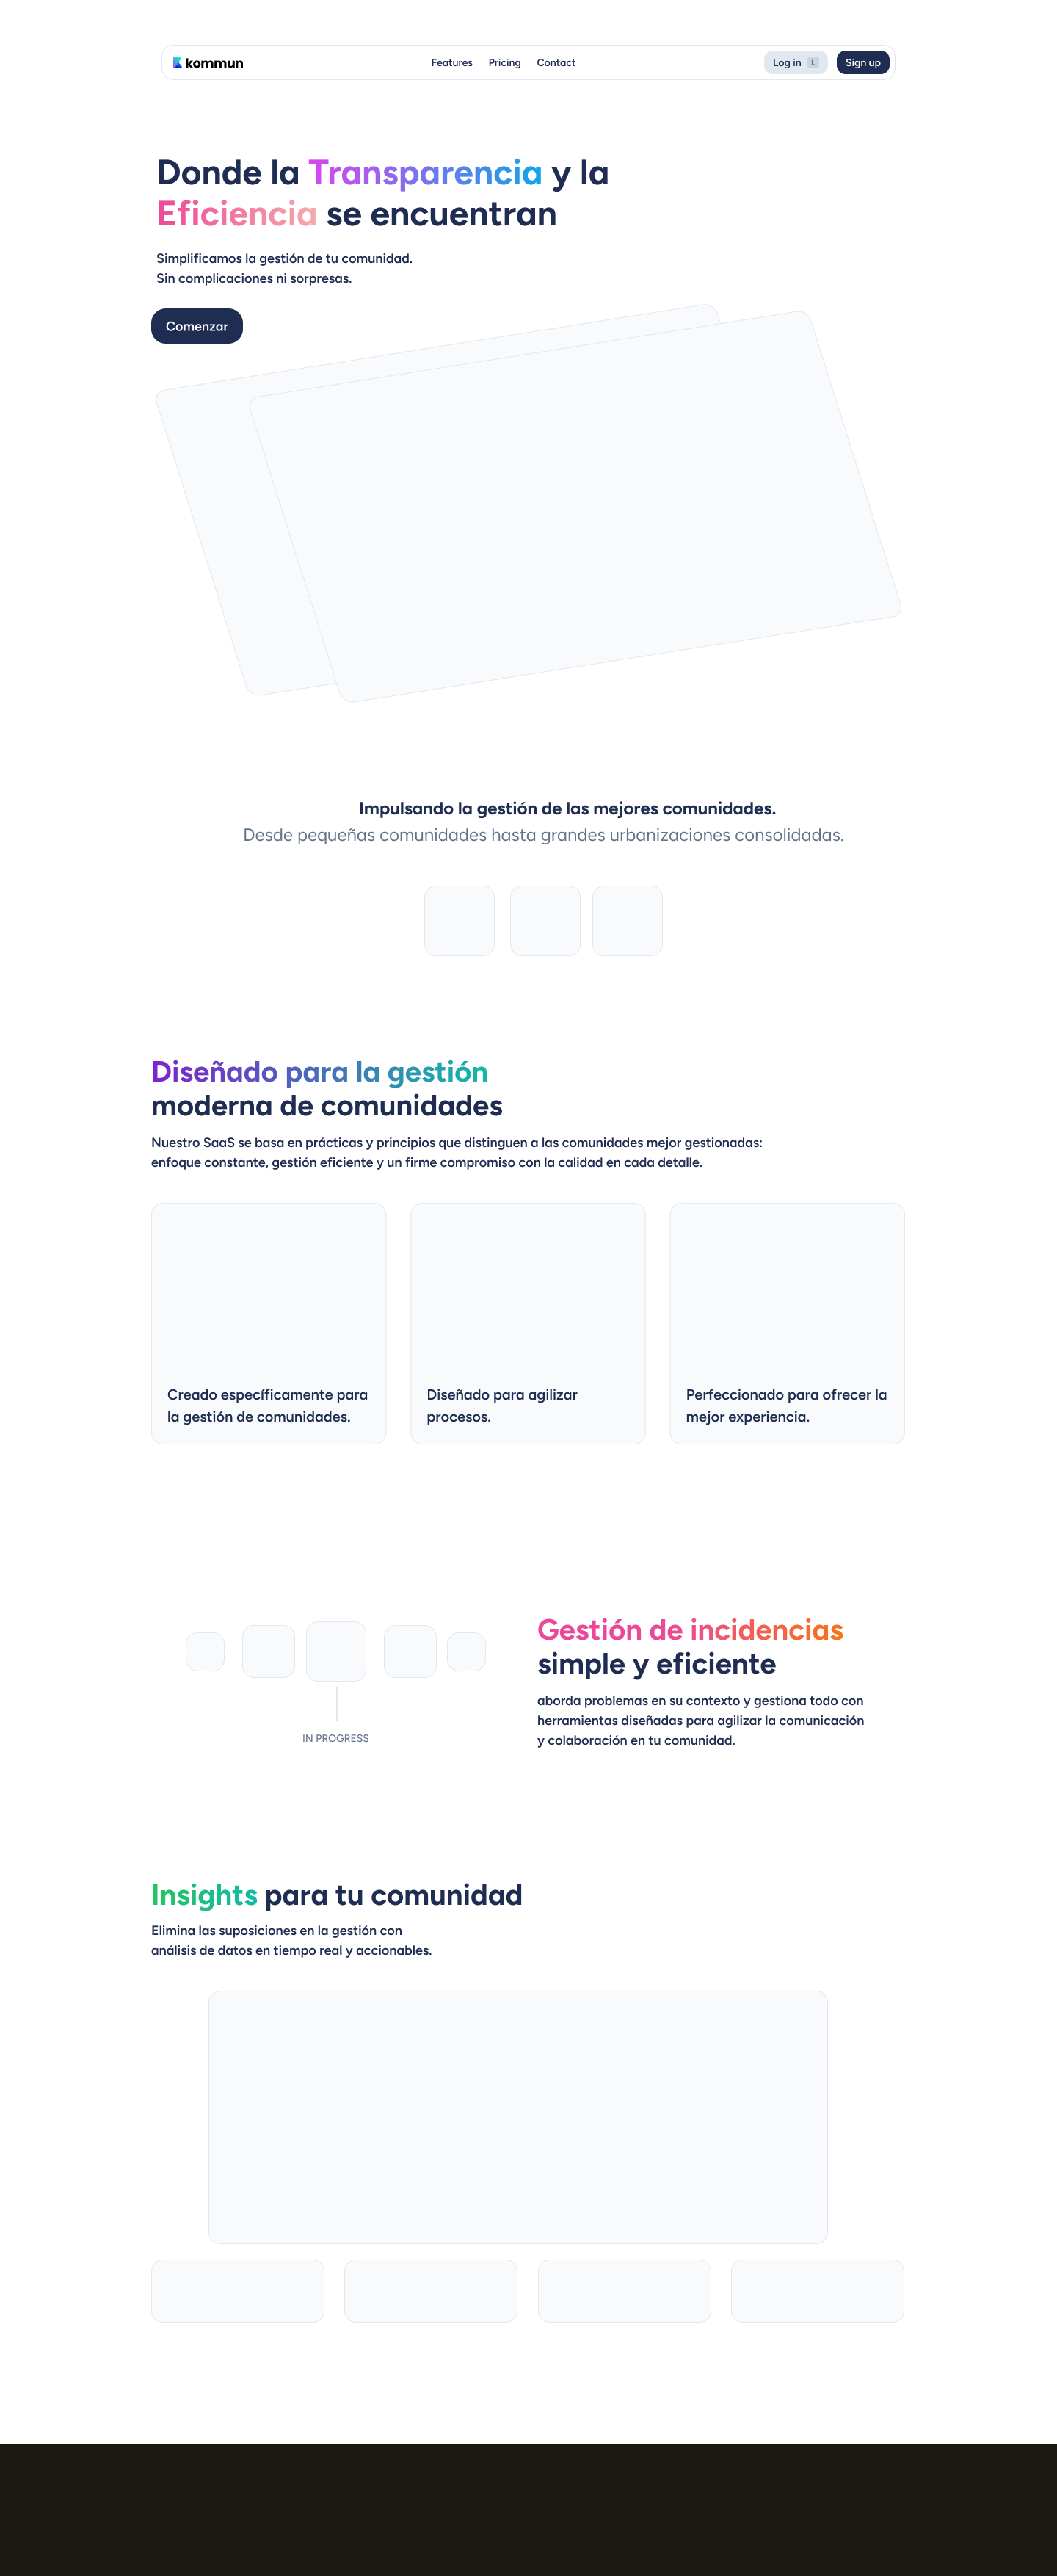 kommun
Features Pricing Contact
Log in L
Sign up
Donde la Transparencia y la
Eficiencia se encuentran
Simplificamos la gestión de tu comunidad.
Sin complicaciones ni sorpresas.
Comenzar
Impulsando la gestión de las mejores comunidades.
Desde pequeñas comunidades hasta grandes urbanizaciones consolidadas.
Diseñado para la gestión
moderna de comunidades
Nuestro SaaS se basa en prácticas y principios que distinguen a las comunidades mejor gestionadas:
enfoque constante, gestión eficiente y un firme compromiso con la calidad en cada detalle.
Creado específicamente para
la gestión de comunidades.
Diseñado para agilizar
procesos.
Perfeccionado para ofrecer la
mejor experiencia.
IN PROGRESS
Gestión de incidencias
simple y eficiente
aborda problemas en su contexto y gestiona todo con
herramientas diseñadas para agilizar la comunicación
y colaboración en tu comunidad.
Insights para tu comunidad
Elimina las suposiciones en la gestión con
análisis de datos en tiempo real y accionables.